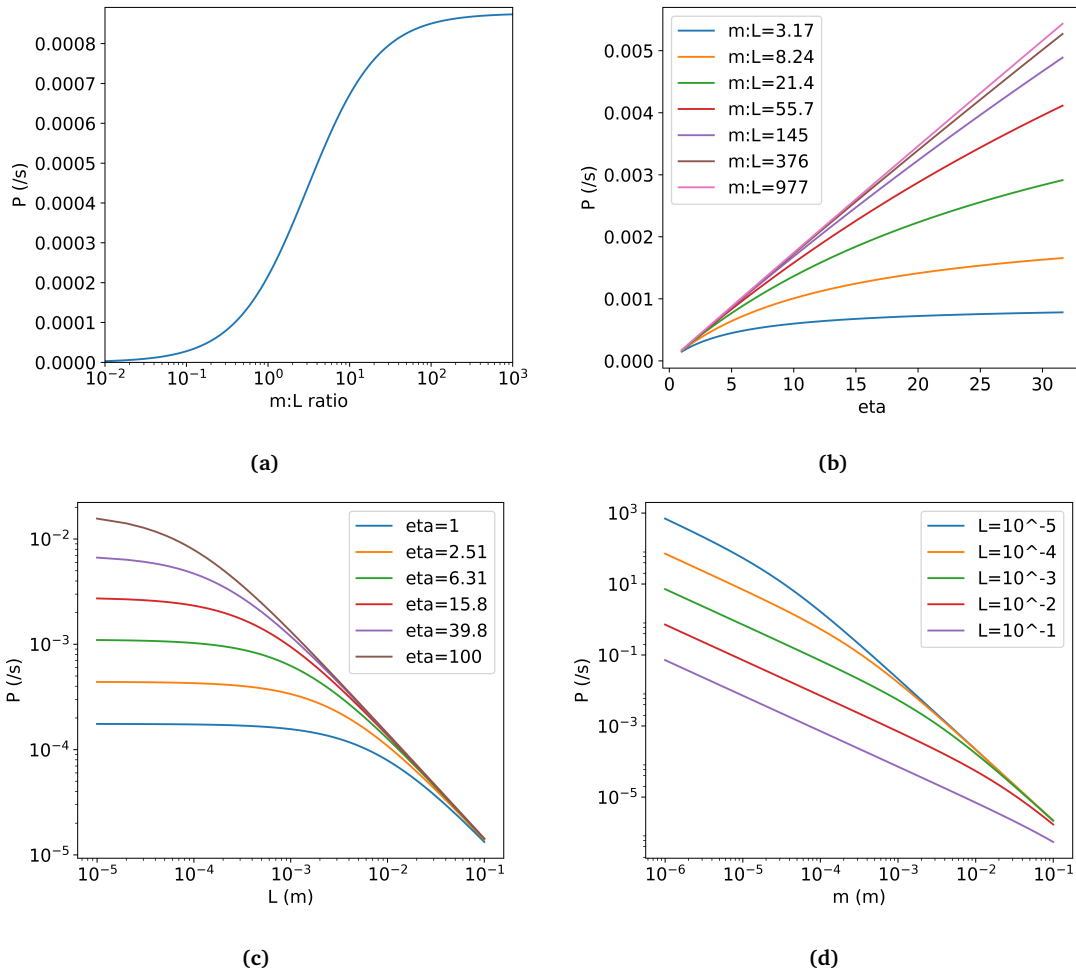 0.0008
0.0007
0.0006
0.0005
0.0004
0.0003
0.0002
0.0001
0.0000
P (/s)
10^−2 10^−1 10^0 10^1 10^2 10^3
m:L ratio
(a)
m:L=3.17
m:L=8.24
m:L=21.4
m:L=55.7
m:L=145
m:L=376
m:L=977
0.005
0.004
0.003
0.002
0.001
0.000
P (/s)
0 5 10 15 20 25 30
eta
(b)
eta=1
eta=2.51
eta=6.31
eta=15.8
eta=39.8
eta=100
10^−2
10^−3
10^−4
10^−5
P (/s)
10^−5 10^−4 10^−3 10^−2 10^−1
L (m)
(c)
L=10^-5
L=10^-4
L=10^-3
L=10^-2
L=10^-1
10^3
10^1
10^−1
10^−3
10^−5
P (/s)
10^−6 10^−5 10^−4 10^−3 10^−2 10^−1
m (m)
(d)